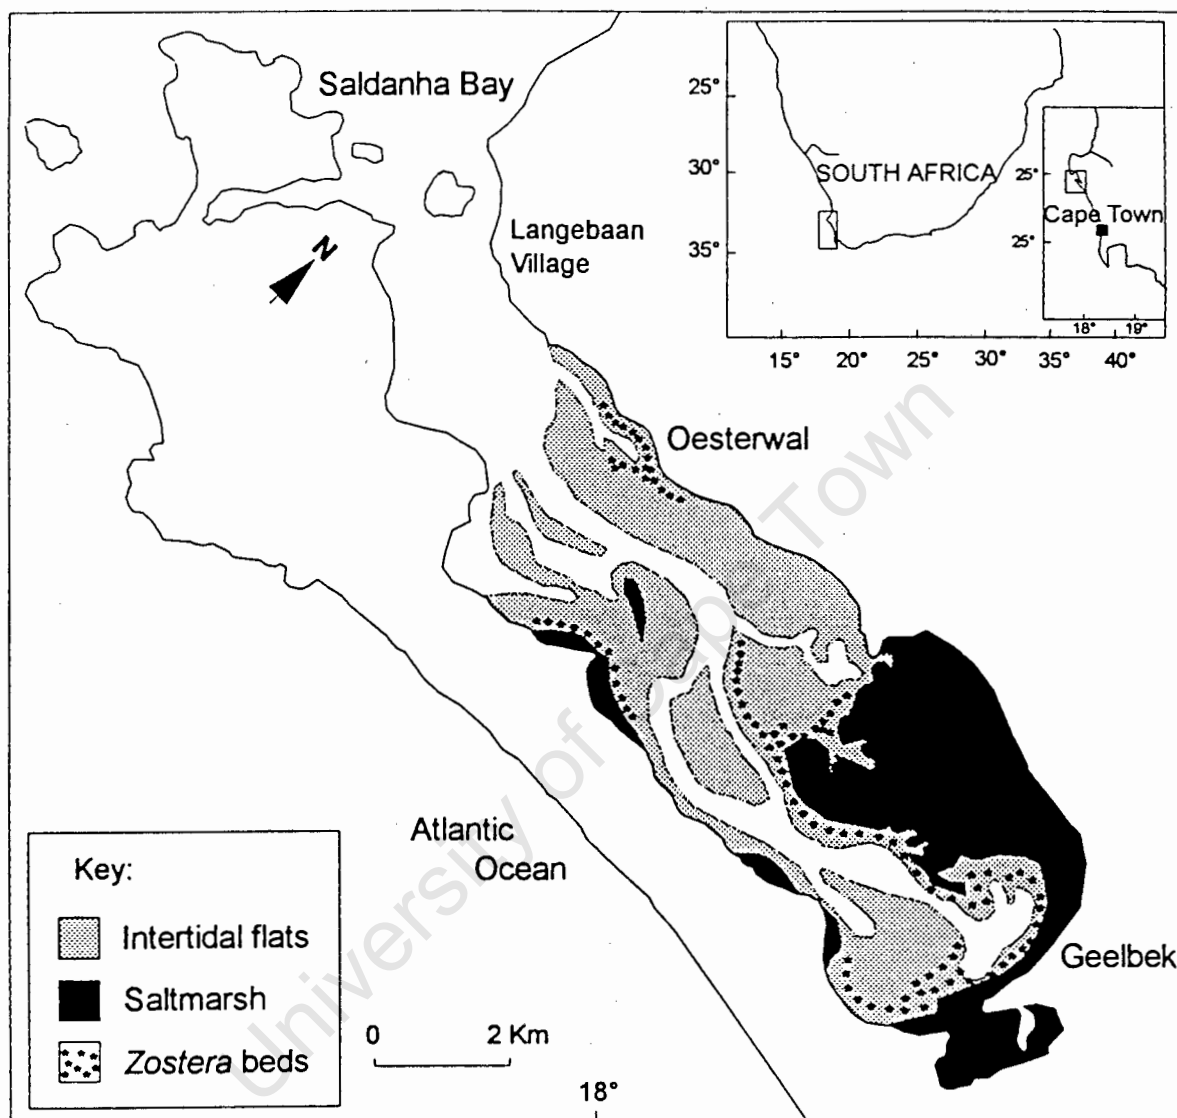 Saldanha Bay
N
Langebaan
Village
Oesterwal
Atlantic
Ocean
Geelbek
18°
25°
30°
35°
15°
20°
25°
30°
35°
40°
SOUTH AFRICA
25°
Cape Town
25°
18°
19°
Key:
Intertidal flats
Saltmarsh
Zostera beds
0
2 Km
University of Cape Town